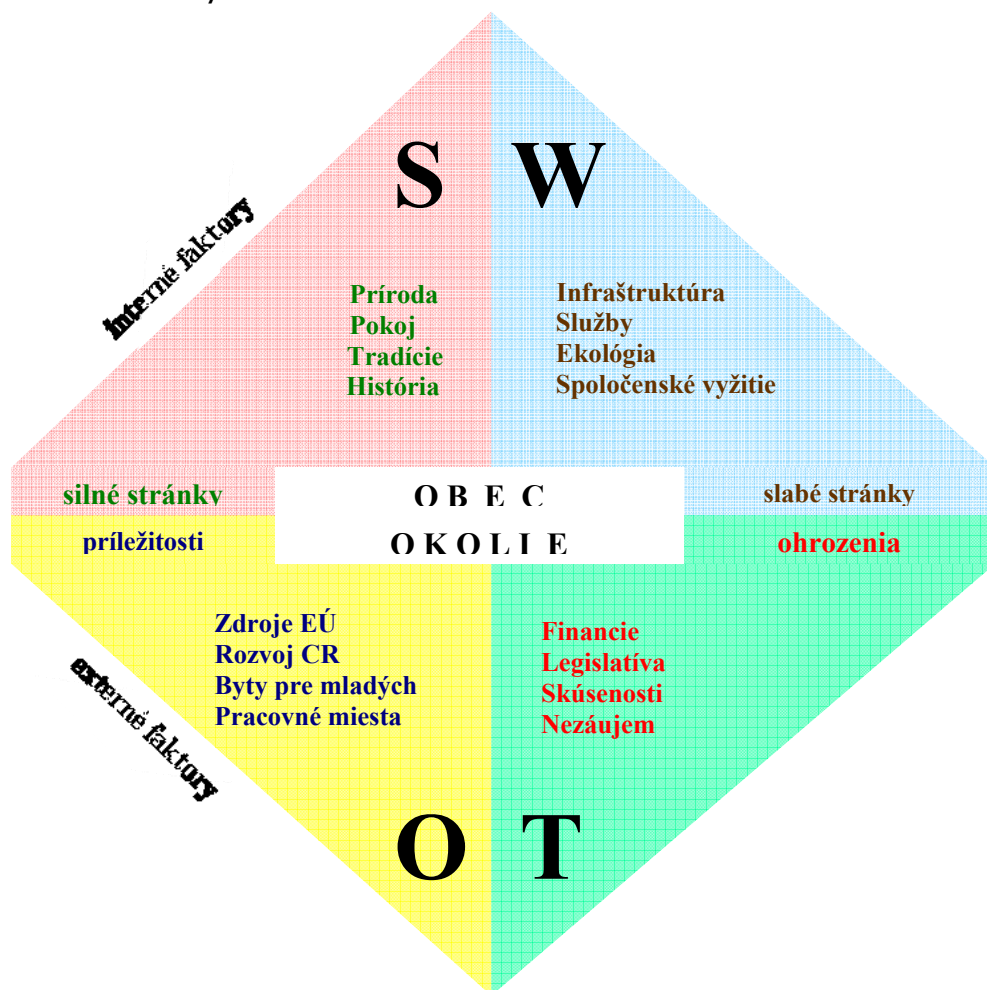 S W
interné faktory
Príroda
Pokoj
Tradície
História
Infraštruktúra
Služby
Ekológia
Spoločenské vyžitie
silné stránky
O B E C
slabé stránky
príležitosti
O K O L I E
ohrozenia
Zdroje EÚ
Rozvoj CR
Byty pre mladých
Pracovné miesta
Financie
Legislatíva
Skúsenosti
Nezáujem
externé faktory
O T